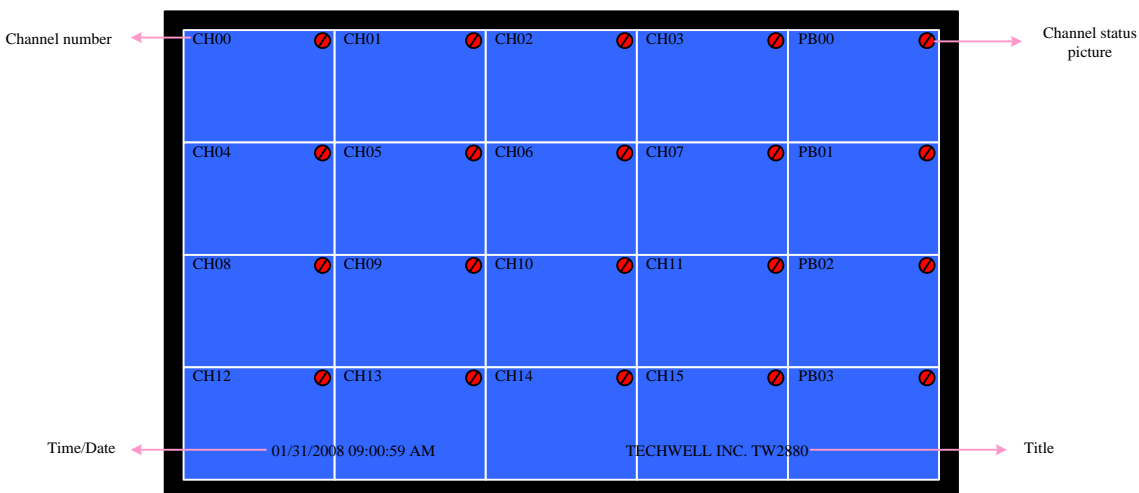 Channel number
CH00 CH01 CH02 CH03 PB00
Channel status
picture
CH04 CH05 CH06 CH07 PB01
CH08 CH09 CH10 CH11 PB02
CH12 CH13 CH14 CH15 PB03
Time/Date
01/31/2008 09:00:59 AM
TECHWELL INC. TW2880
Title